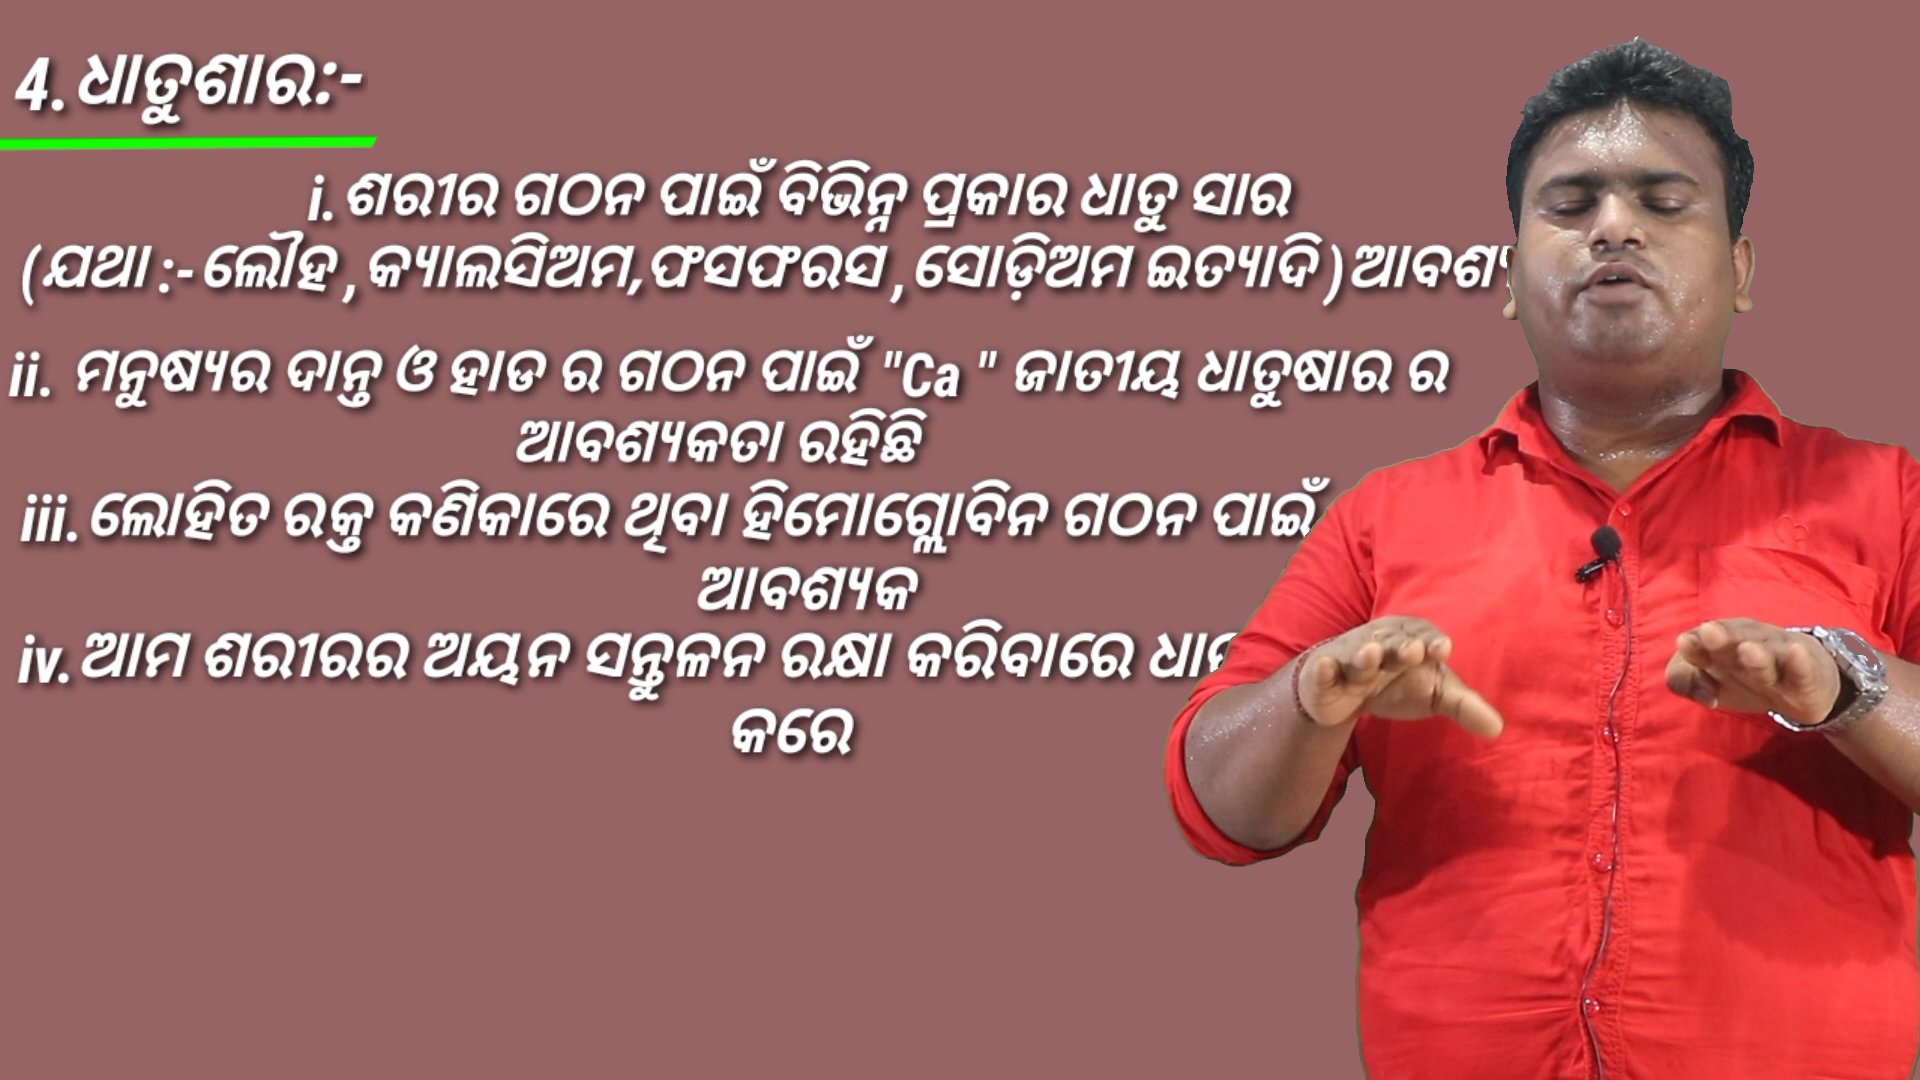 4. ଧାତୁଶାର:-
i. ଶରୀର ଗଠନ ପାଇଁ ବିଭିନ୍ନ ପ୍ରକାର ଧାତୁ ସାର
(ଯଥା :- ଲୌହ , କ୍ୟାଲସିଅମ, ଫସଫରସ , ସୋଡ଼ିଅମ ଇତ୍ୟାଦି )
ii. ମନୁଷ୍ୟର ଦାନ୍ତ ଓ ହାଡ ର ଗଠନ ପାଇଁ "Ca " ଜାତୀୟ ଧାତୁଷାର ର
ଆବଶ୍ୟକତା ରହିଛି
iii. ଲୋହିତ ରକ୍ତ କଣିକାରେ ଥିବା ହିମୋଗ୍ଲୋବିନ ଗଠନ ପାଇଁ
ଆବଶ୍ୟକ
iv. ଆମ ଶରୀରର ଅୟନ ସନ୍ତୁଳନ ରକ୍ଷା କରିବାରେ
କରେ